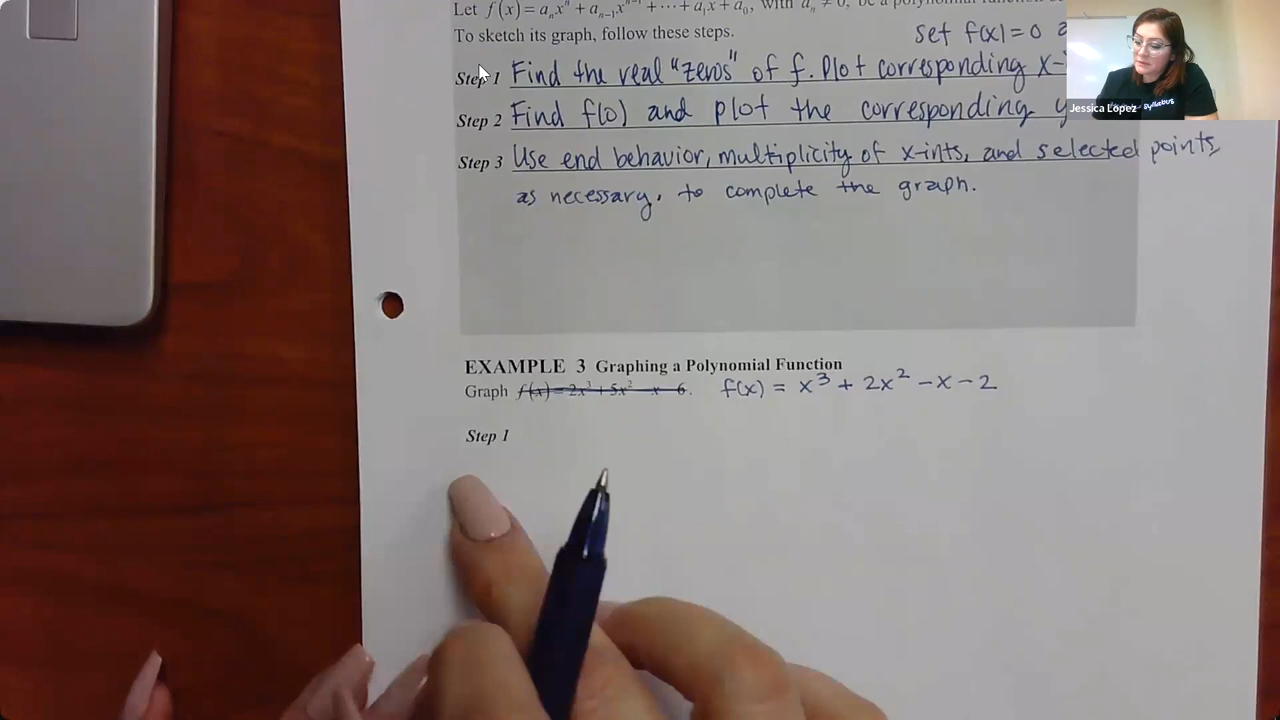 Let f(x) = aₙxⁿ + aₙ₋₁xⁿ⁻¹ + ⋯ + a₁x + a₀, with aₙ ≠ 0, be a polynomial
To sketch its graph, follow these steps.
set f(x)=0
Step 1 Find the real "zeros" of f. Plot corresponding x-
Step 2 Find f(0) and plot the corresponding y
Step 3 Use end behavior, multiplicity of x-ints, and selected points,
as necessary, to complete the graph.
Jessica Lopez
syllabus
EXAMPLE 3 Graphing a Polynomial Function
Graph f(x) = 2x³ + 5x² - x - 6. f(x) = x³ + 2x² - x - 2
Step 1